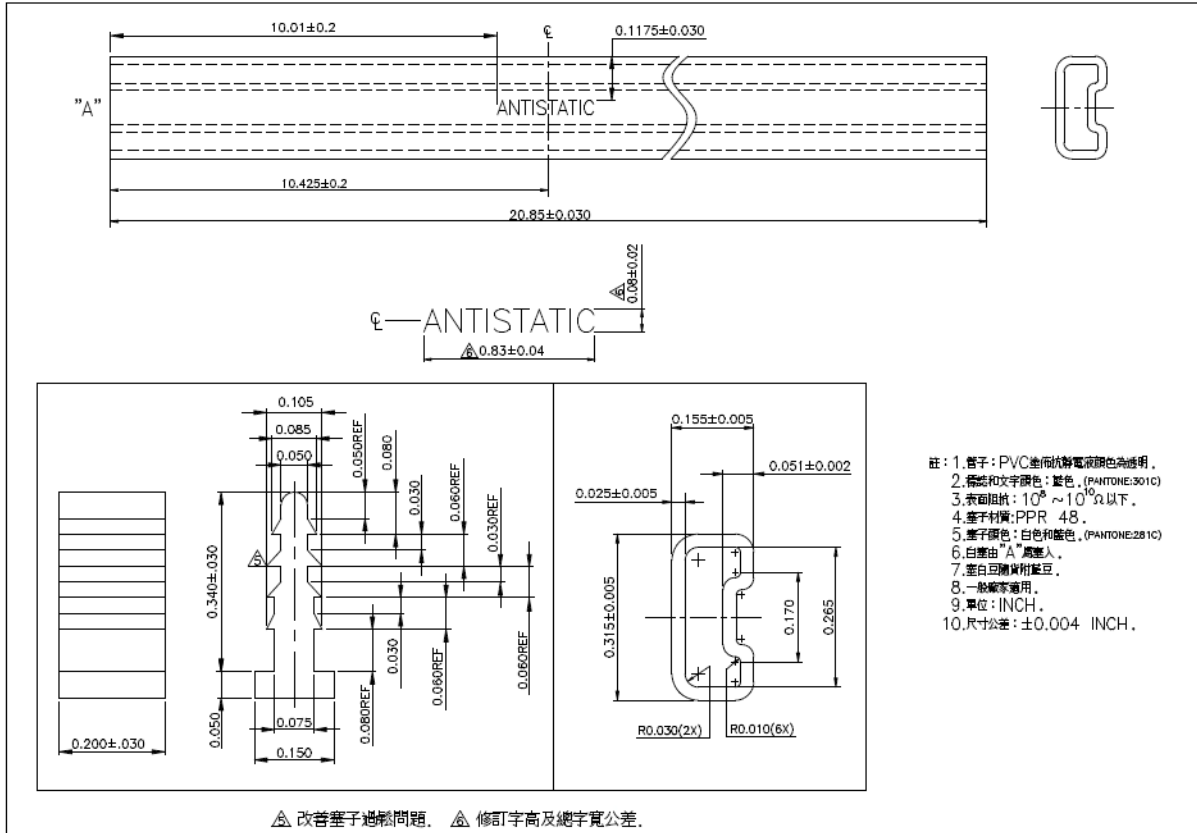 10.01±0.2
℄
0.1175±0.030
"A"
ANTISTATIC
10.425±0.2
20.85±0.030
℄
ANTISTATIC
6
0.08±0.02
6 0.83±0.04
0.105
0.085
0.050
0.050REF
0.080
0.030
0.060REF
0.030REF
5
0.340±.030
0.050
0.200±.030
0.075
0.150
0.080REF
0.030
0.060REF
0.060REF
0.155±0.005
0.051±0.002
0.025±0.005
0.315±0.005
0.170
0.265
R0.030(2X)
R0.010(6X)
註：1.管子：PVC塗佈抗靜電液顏色為透明.
2.標誌和文字顏色：藍色.(PANTONE:301C)
3.表面阻抗：10⁸ ~10¹⁰Ω以下.
4.塞子材質:PPR 48.
5.塞子顏色：白色和藍色.(PANTONE:281C)
6.白塞由"A"處塞入.
7.塞白豆隨貨附藍豆.
8.一般廠家適用.
9.單位：INCH.
10.尺寸公差：±0.004 INCH.
5 改善塞子過鬆問題. 6 修訂字高及總字寬公差.